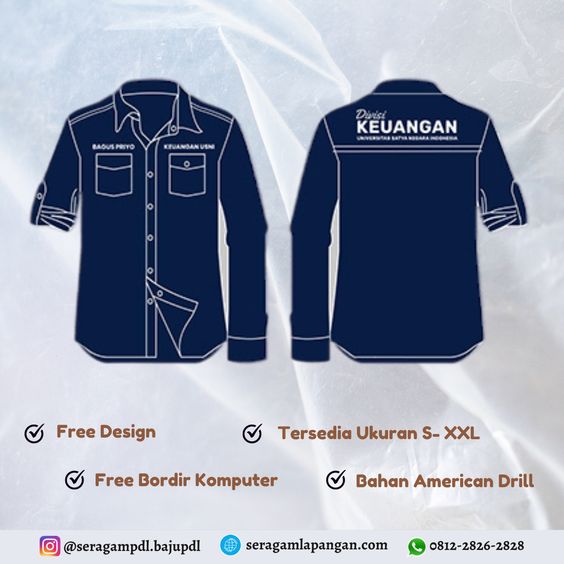 BAGUS PRIYO
KEUANGAN USNI
Divisi
KEUANGAN
UNIVERSITAS SATYA NEGARA INDONESIA
Free Design
Tersedia Ukuran S- XXL
Free Bordir Komputer
Bahan American Drill
@seragampdl.bajupdl
seragamlapangan.com
0812-2826-2828